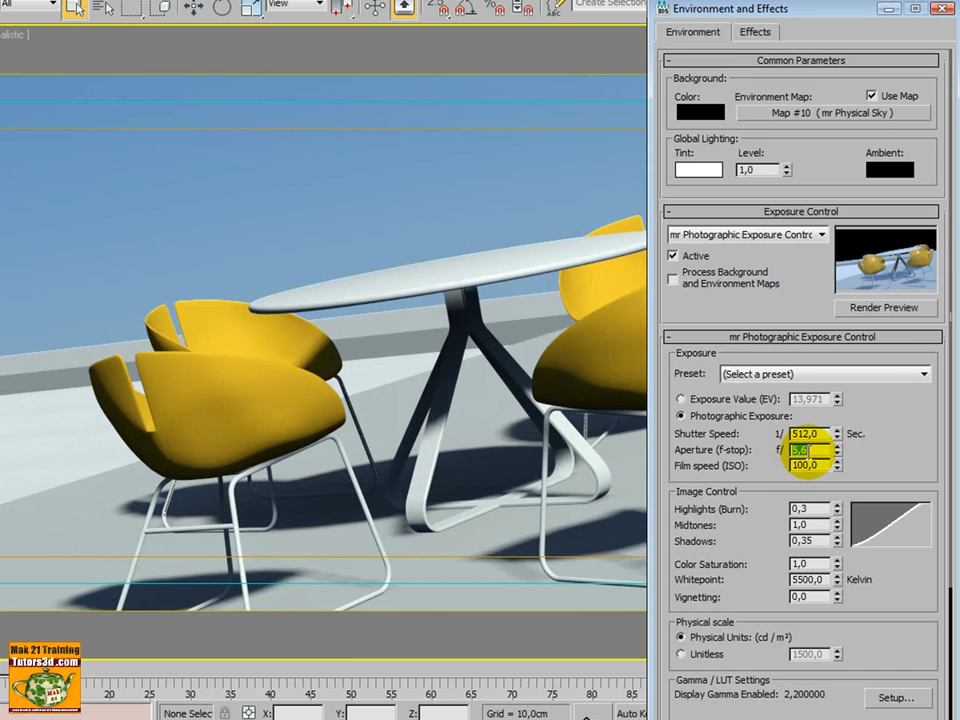 All
View
2.5
%
Create Selection
alistic ]
Environment and Effects
Environment
Effects
- Common Parameters
Background:
Color:
Environment Map:
Use Map
Map #10 ( mr Physical Sky )
Global Lighting:
Tint:
Level:
Ambient:
1,0
- Exposure Control
mr Photographic Exposure Contro
Active
Process Background
and Environment Maps
Render Preview
- mr Photographic Exposure Control
Exposure
Preset: (Select a preset)
Exposure Value (EV): 13,971
Photographic Exposure:
Shutter Speed: 1/ 512,0 Sec.
Aperture (f-stop): f/ 5,6
Film speed (ISO): 100,0
Image Control
Highlights (Burn): 0,3
Midtones: 1,0
Shadows: 0,35
Color Saturation: 1,0
Whitepoint: 5500,0 Kelvin
Vignetting: 0,0
Physical scale
Physical Units: (cd / m²)
Unitless 1500,0
Gamma / LUT Settings
Display Gamma Enabled: 2,200000
Setup...
Mak 21 Training
Tutors3d.com
20 25 30 35 40 45 50 55 60 65 70 75 80 85
None Selec X: Y: Z: Grid = 10,0cm Auto K